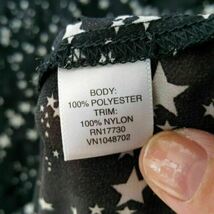 BODY:
100% POLYESTER
TRIM:
100% NYLON
RN17730
VN1048702